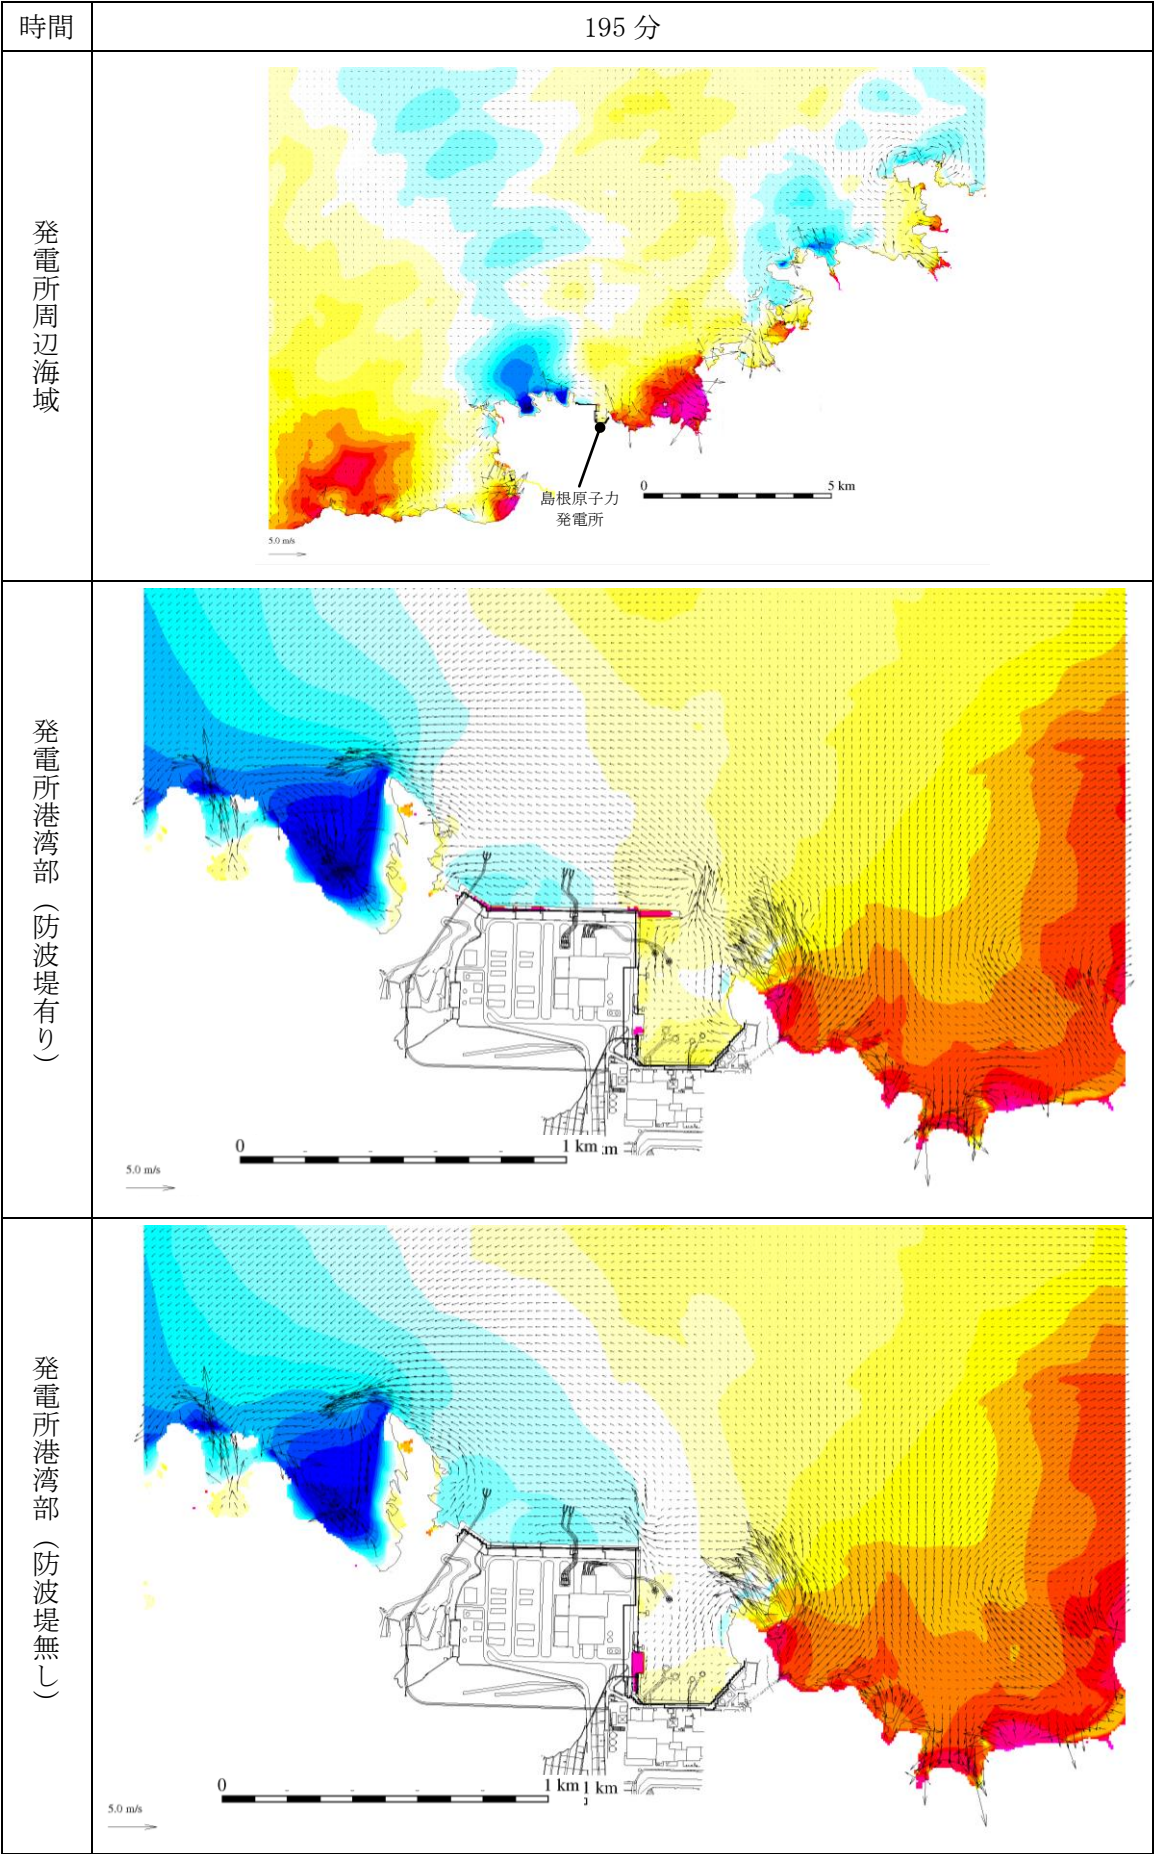 時間
195 分
発電所周辺海域
島根原子力
発電所
0
5 km
5.0 m/s
発電所港湾部（防波堤有り）
0
1 km
5.0 m/s
発電所港湾部（防波堤無し）
0
1 km
1 km
5.0 m/s